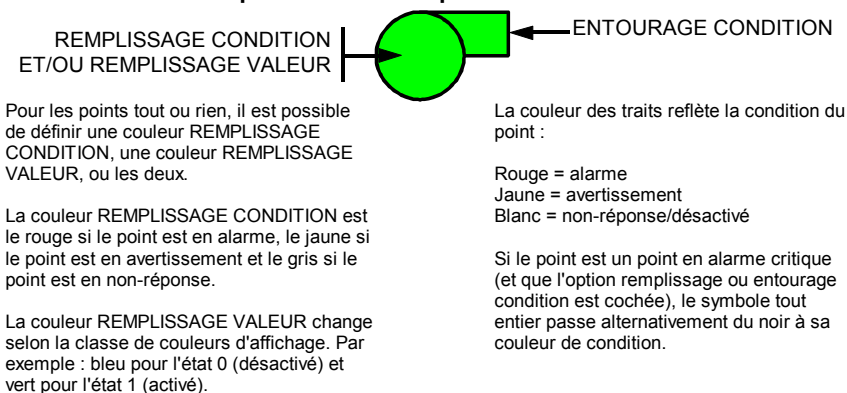 REMPLISSAGE CONDITION
ET/OU REMPLISSAGE VALEUR
ENTOURAGE CONDITION
Pour les points tout ou rien, il est possible
de définir une couleur REMPLISSAGE
CONDITION, une couleur REMPLISSAGE
VALEUR, ou les deux.
La couleur REMPLISSAGE CONDITION est
le rouge si le point est en alarme, le jaune si
le point est en avertissement et le gris si le
point est en non-réponse.
La couleur REMPLISSAGE VALEUR change
selon la classe de couleurs d'affichage. Par
exemple : bleu pour l'état 0 (désactivé) et
vert pour l'état 1 (activé).
La couleur des traits reflète la condition du
point :
Rouge = alarme
Jaune = avertissement
Blanc = non-réponse/désactivé
Si le point est un point en alarme critique
(et que l'option remplissage ou entourage
condition est cochée), le symbole tout
entier passe alternativement du noir à sa
couleur de condition.